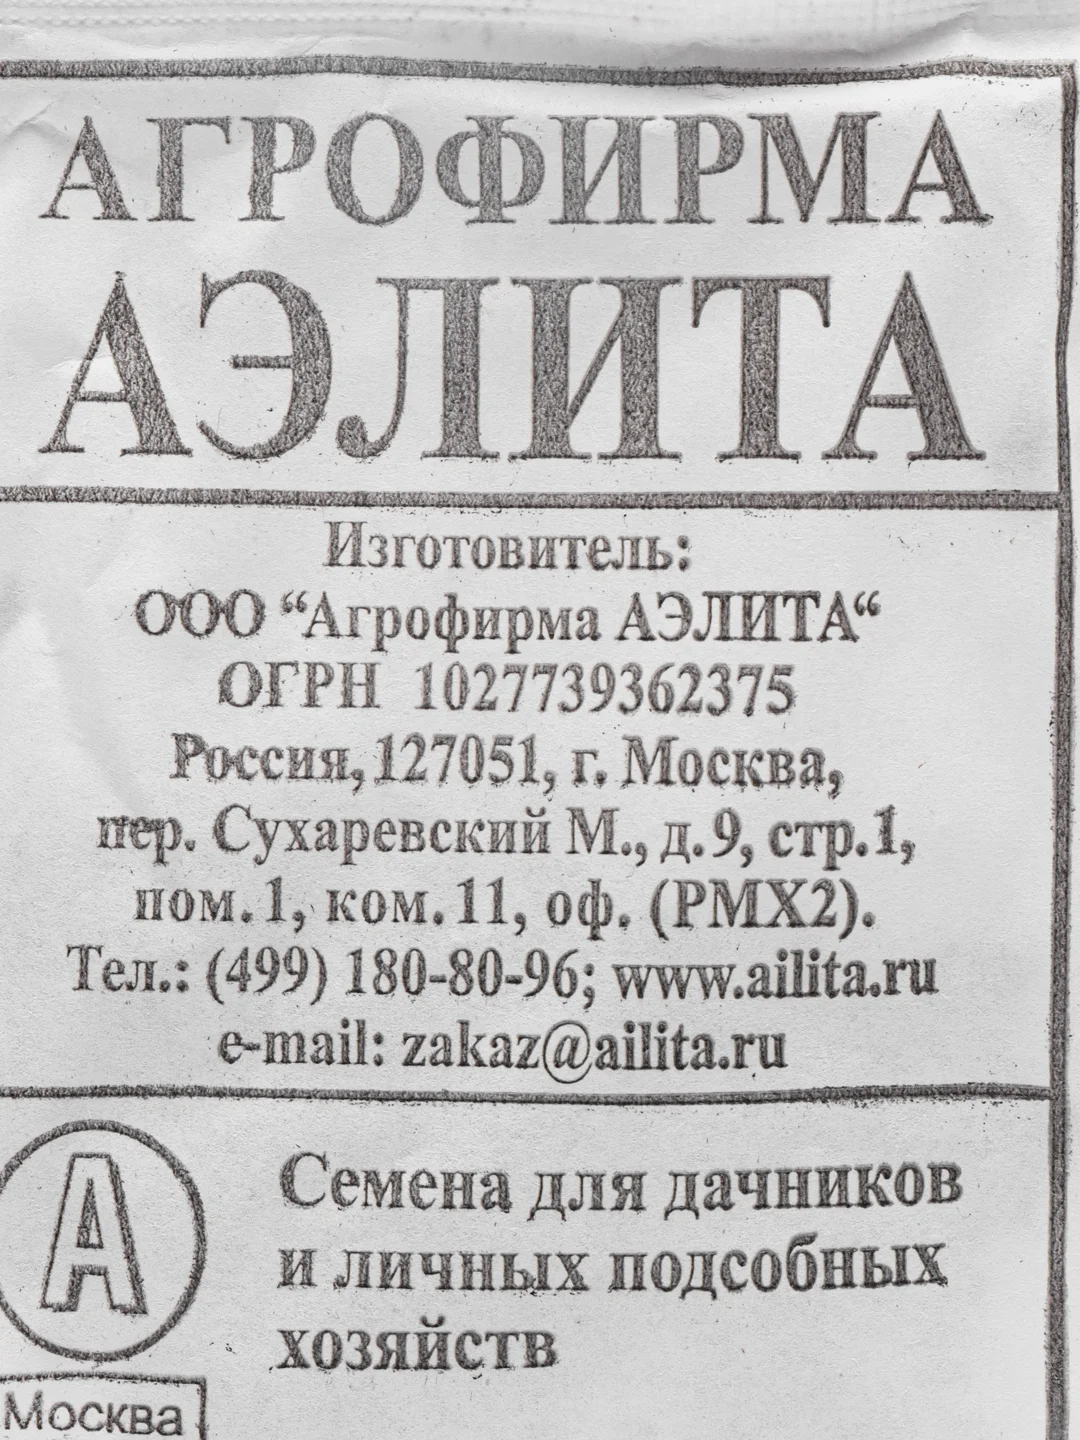 АГРОФИРМА
АЭЛИТА
Изготовитель:
ООО “Агрофирма АЭЛИТА“
ОГРН 1027739362375
Россия, 127051, г. Москва,
пер. Сухаревский М., д. 9, стр. 1,
пом. 1, ком. 11, оф. (РМХ2).
Тел.: (499) 180-80-96; www.ailita.ru
e-mail: zakaz@ailita.ru
А
Семена для дачников
и личных подсобных
хозяйств
Москва